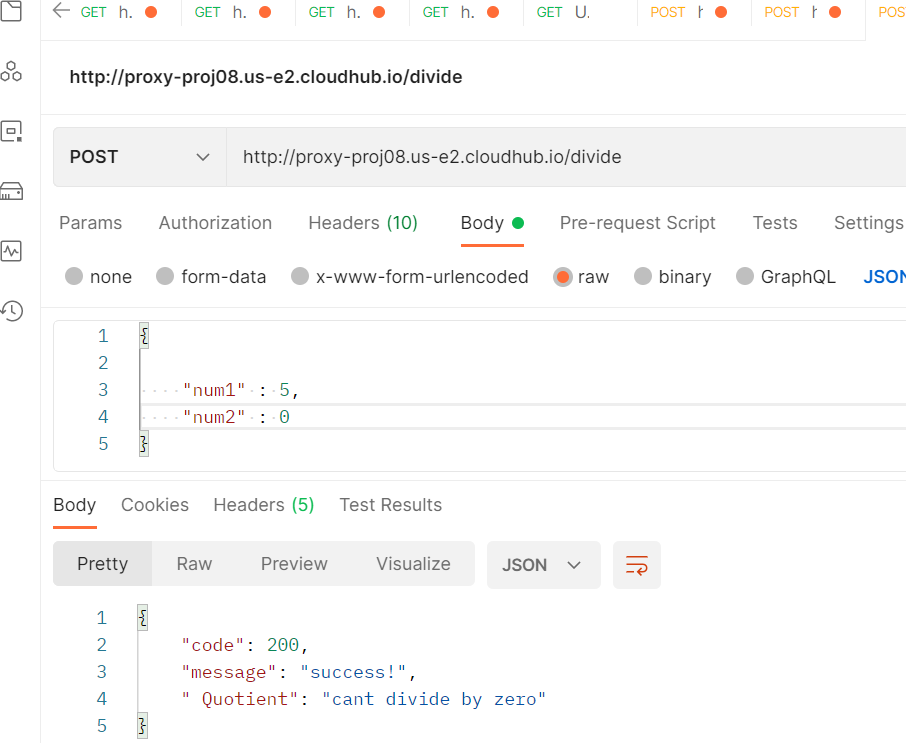 GET h. GET h. GET h. GET h. GET U. POST POST POS
http://proxy-proj08.us-e2.cloudhub.io/divide
POST http://proxy-proj08.us-e2.cloudhub.io/divide
Params Authorization Headers (10) Body Pre-request Script Tests Settings
none form-data x-www-form-urlencoded raw binary GraphQL JSON
1 {
2
3 "num1" : 5,
4 "num2" : 0
5 }
Body Cookies Headers (5) Test Results
Pretty Raw Preview Visualize JSON
1 {
2 "code": 200,
3 "message": "success!",
4 " Quotient": "cant divide by zero"
5 }